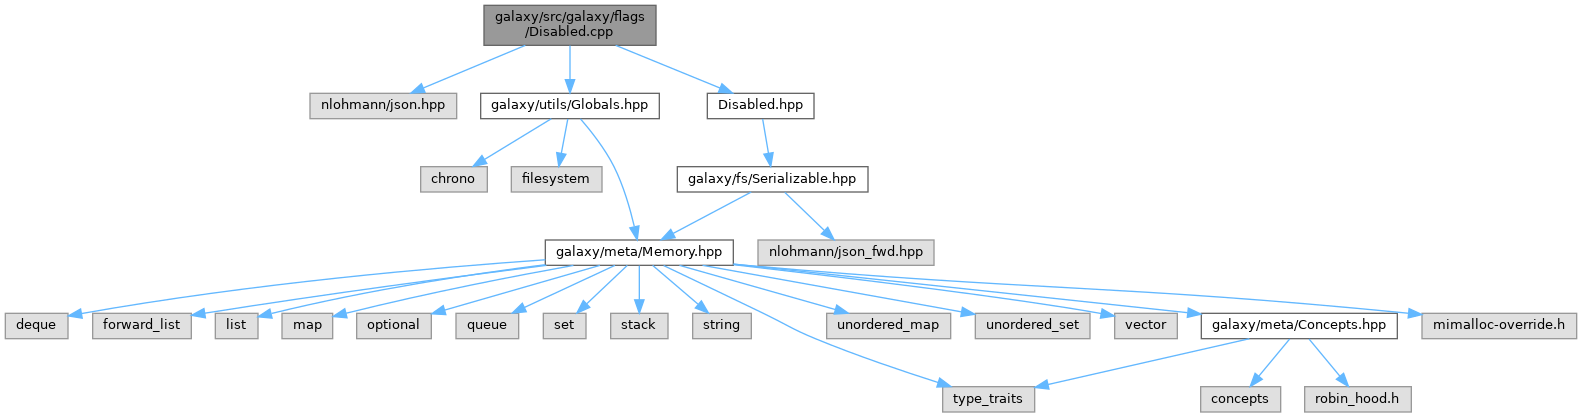 galaxy/src/galaxy/flags
/Disabled.cpp
nlohmann/json.hpp
galaxy/utils/Globals.hpp
Disabled.hpp
chrono
filesystem
galaxy/fs/Serializable.hpp
galaxy/meta/Memory.hpp
nlohmann/json_fwd.hpp
deque
forward_list
list
map
optional
queue
set
stack
string
unordered_map
unordered_set
vector
galaxy/meta/Concepts.hpp
mimalloc-override.h
type_traits
concepts
robin_hood.h